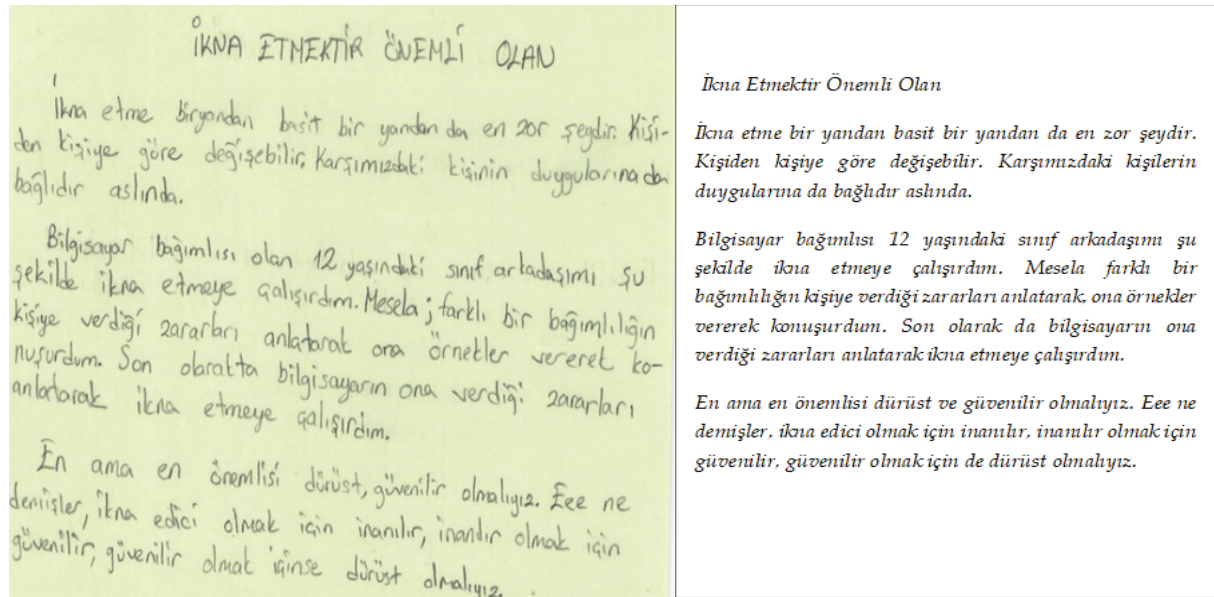 İKNA ETMEKTİR ÖNEMLİ OLAN
İkna etme biryandan basit bir yandan da en zor şeydir. Kişi-
den kişiye göre değişebilir, Karşımızdaki kişinin duygularına da
bağlıdır aslında.
Bilgisayar bağımlısı olan 12 yaşındaki sınıf arkadaşımı şu
şekilde ikna etmeye çalışırdım. Mesela; farklı bir bağımlılığın
kişiye verdiği zararları anlatarak ona örnekler vererek ko-
nuşurdum. Son olarakta bilgisayarın ona verdiği zararları
anlatarak ikna etmeye çalışırdım.
En ama en önemlisi dürüst, güvenilir olmalıyız. Eee ne
demişler, ikna edici olmak için inanılır, inanılır olmak için
güvenilir, güvenilir olmak içinse dürüst olmalıyız.
İkna Etmektir Önemli Olan
İkna etme bir yandan basit bir yandan da en zor şeydir.
Kişiden kişiye göre değişebilir. Karşımızdaki kişilerin
duygularına da bağlıdır aslında.
Bilgisayar bağımlısı 12 yaşındaki sınıf arkadaşımı şu
şekilde ikna etmeye çalışırdım. Mesela farklı bir
bağımlılığın kişiye verdiği zararları anlatarak, ona örnekler
vererek konuşurdum. Son olarak da bilgisayarın ona
verdiği zararları anlatarak ikna etmeye çalışırdım.
En ama en önemlisi dürüst ve güvenilir olmalıyız. Eee ne
demişler, ikna edici olmak için inanılır, inanılır olmak için
güvenilir, güvenilir olmak için de dürüst olmalıyız.